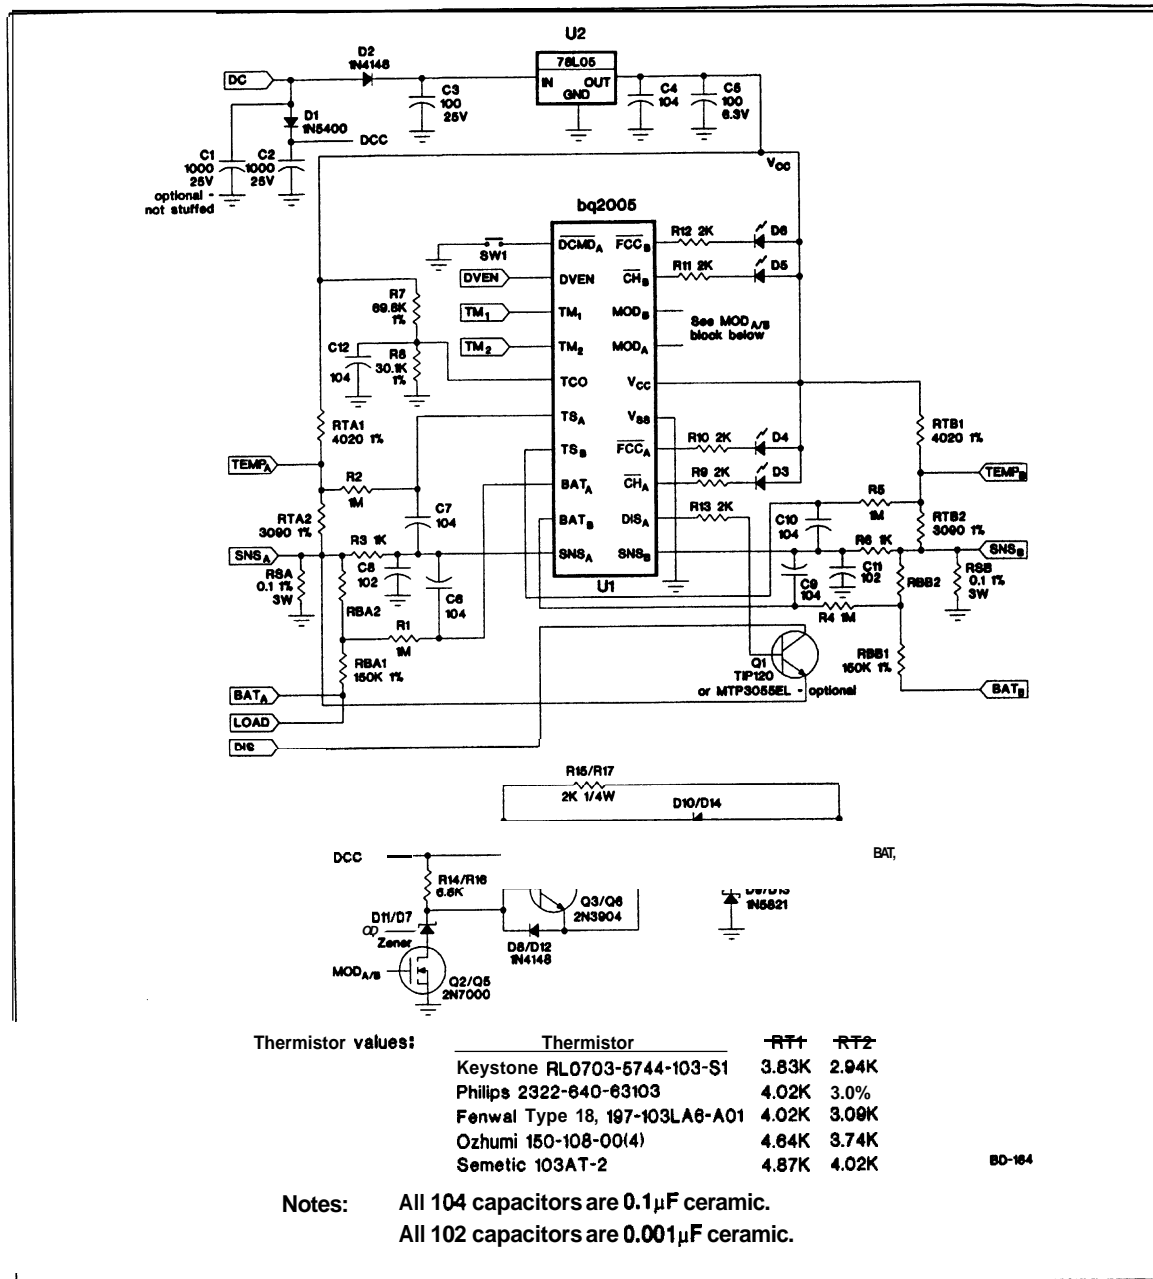 U2
D2
1N4148
78L05
DC
IN OUT
GND
C3
100
25V
C4
104
C5
100
6.3V
D1
1N5400
DCC
C1
1000
25V
C2
1000
25V
optional -
not stuffed
VCC
bq2005
DCMDA FCCB
R12 2K
D6
SW1
DVEN
DVEN CHB
R11 2K
D5
R7
69.8K
1%
TM1
TM1 MODB
See MODA/B
block below
C12
104
R8
30.1K
1%
TM2
TM2 MODA
TCO VCC
RTA1
4020 1%
TSA VSS
RTB1
4020 1%
TEMPA
TSB FCCA
R10 2K
D4
TEMPB
R2
1M
BATA CHA
R9 2K
D3
R5
1M
RTA2
3090 1%
C7
104
BATB DISA
R13 2K
C10
104
RTB2
3090 1%
SNSA
R3 1K
SNSA SNSB
R6 1K
SNSB
RSA
0.1 1%
3W
C8
102
U1
C9
104
C11
102
RBB2
RSB
0.1 1%
3W
RBA2
C6
104
R4 1M
R1
1M
RBA1
150K 1%
Q1
TIP120
or MTP3055EL - optional
RBB1
150K 1%
BATA
BATB
LOAD
DIS
R15/R17
2K 1/4W
D10/D14
DCC
BAT,
R14/R16
6.8K
Q3/Q6
2N3904
D9/D13
1N5821
D11/D7
Zener
D8/D12
1N4148
MODA/B
Q2/Q5
2N7000
Thermistor values: Thermistor RT1 RT2
Keystone RL0703-5744-103-S1 3.83K 2.94K
Philips 2322-640-63103 4.02K 3.0%
Fenwal Type 18, 197-103LA6-A01 4.02K 3.09K
Ozhumi 150-108-00(4) 4.64K 3.74K
Semetic 103AT-2 4.87K 4.02K
BD-164
Notes: All 104 capacitors are 0.1µF ceramic.
All 102 capacitors are 0.001µF ceramic.